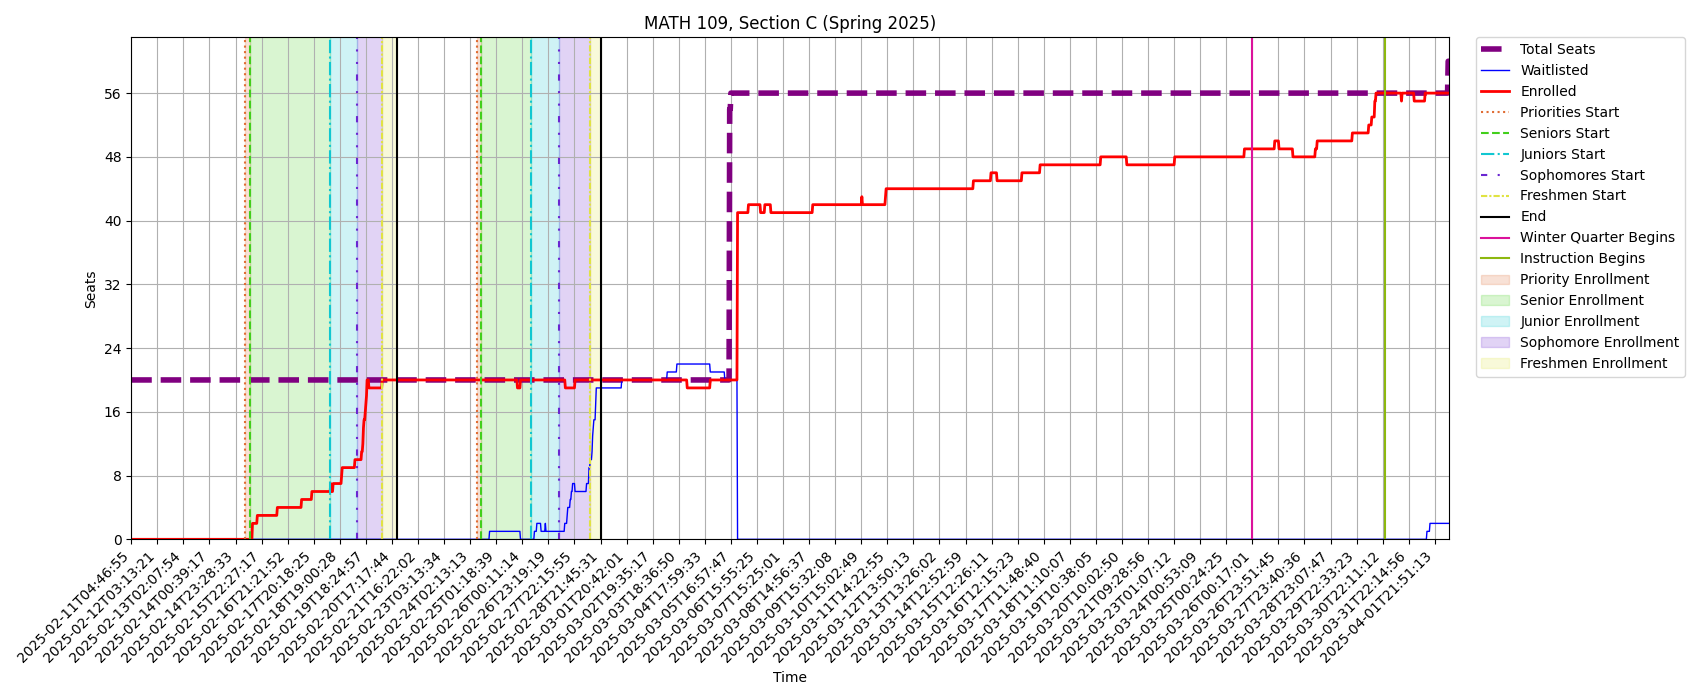 MATH 109, Section C (Spring 2025)
Seats
56
48
40
32
24
16
8
0
2025-02-11T04:46:55
2025-02-12T03:13:21
2025-02-13T02:07:54
2025-02-14T00:39:17
2025-02-14T23:28:33
2025-02-15T22:27:17
2025-02-16T21:21:52
2025-02-17T20:18:25
2025-02-18T19:00:28
2025-02-19T18:24:57
2025-02-20T17:17:44
2025-02-21T16:22:02
2025-02-23T03:13:34
2025-02-24T02:13:13
2025-02-25T01:18:39
2025-02-26T00:11:14
2025-02-26T23:19:19
2025-02-27T22:15:55
2025-02-28T21:45:31
2025-03-01T20:42:01
2025-03-02T19:35:17
2025-03-03T18:36:50
2025-03-04T17:59:33
2025-03-05T16:57:47
2025-03-06T15:55:25
2025-03-07T15:25:01
2025-03-08T14:56:37
2025-03-09T15:32:08
2025-03-10T15:02:49
2025-03-11T14:22:55
2025-03-12T13:50:13
2025-03-13T13:26:02
2025-03-14T12:52:59
2025-03-15T12:26:11
2025-03-16T12:15:23
2025-03-17T11:48:40
2025-03-18T11:10:07
2025-03-19T10:38:05
2025-03-20T10:02:50
2025-03-21T09:28:56
2025-03-23T01:07:12
2025-03-24T00:53:09
2025-03-25T00:24:25
2025-03-26T00:17:01
2025-03-26T23:51:45
2025-03-27T23:40:36
2025-03-28T23:07:47
2025-03-29T22:33:23
2025-03-30T22:11:12
2025-03-31T22:14:56
2025-04-01T21:51:13
Time
Total Seats
Waitlisted
Enrolled
Priorities Start
Seniors Start
Juniors Start
Sophomores Start
Freshmen Start
End
Winter Quarter Begins
Instruction Begins
Priority Enrollment
Senior Enrollment
Junior Enrollment
Sophomore Enrollment
Freshmen Enrollment